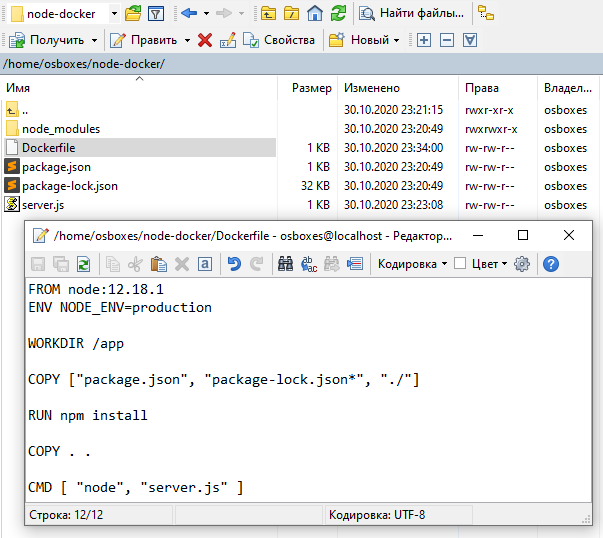 node-docker Найти файлы...
Получить Править Свойства Новый
/home/osboxes/node-docker/
Имя Размер Изменено Права Владел...
.. 30.10.2020 23:21:15 rwxr-xr-x osboxes
node_modules 30.10.2020 23:20:49 rwxrwxr-x osboxes
Dockerfile 1 KB 30.10.2020 23:34:00 rw-rw-r-- osboxes
package.json 1 KB 30.10.2020 23:20:49 rw-rw-r-- osboxes
package-lock.json 32 KB 30.10.2020 23:20:49 rw-rw-r-- osboxes
server.js 1 KB 30.10.2020 23:23:08 rw-rw-r-- osboxes
/home/osboxes/node-docker/Dockerfile - osboxes@localhost - Редактор...
Кодировка Цвет
FROM node:12.18.1
ENV NODE_ENV=production
WORKDIR /app
COPY ["package.json", "package-lock.json*", "./"]
RUN npm install
COPY . .
CMD [ "node", "server.js" ]
Строка: 12/12 Кодировка: UTF-8